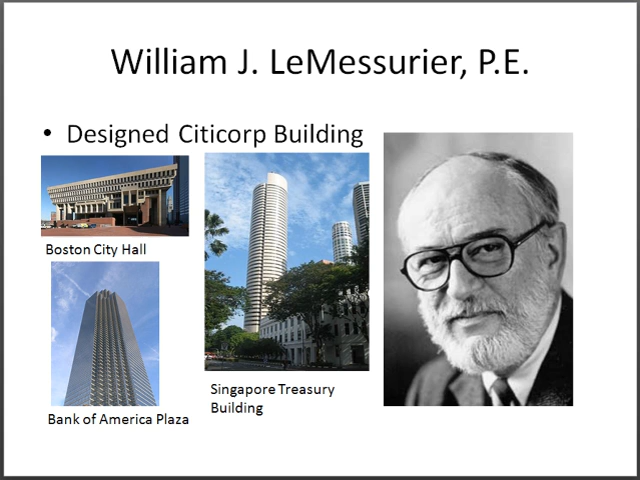 William J. LeMessurier, P.E.
• Designed Citicorp Building
Boston City Hall
Bank of America Plaza
Singapore Treasury
Building